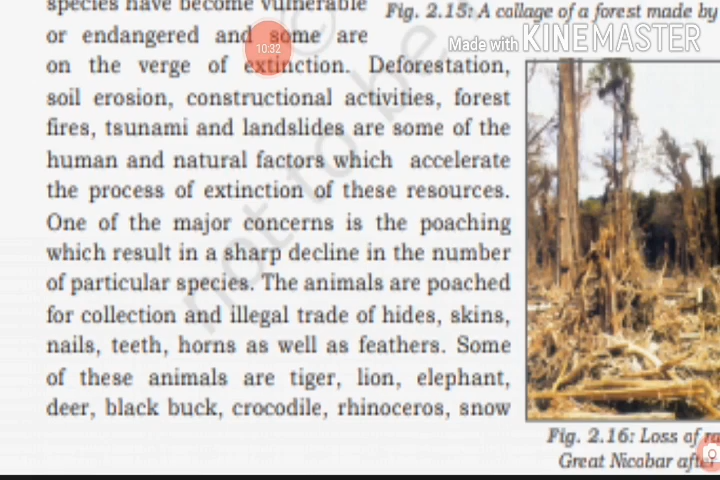 species have become vulnerable
or endangered and some are
on the verge of extinction. Deforestation,
soil erosion, constructional activities, forest
fires, tsunami and landslides are some of the
human and natural factors which accelerate
the process of extinction of these resources.
One of the major concerns is the poaching
which result in a sharp decline in the number
of particular species. The animals are poached
for collection and illegal trade of hides, skins,
nails, teeth, horns as well as feathers. Some
of these animals are tiger, lion, elephant,
deer, black buck, crocodile, rhinoceros, snow
Fig. 2.15: A collage of a forest made by
Made with KINEMASTER
10:32
not to be
Fig. 2.16: Loss of
Great Nicobar after